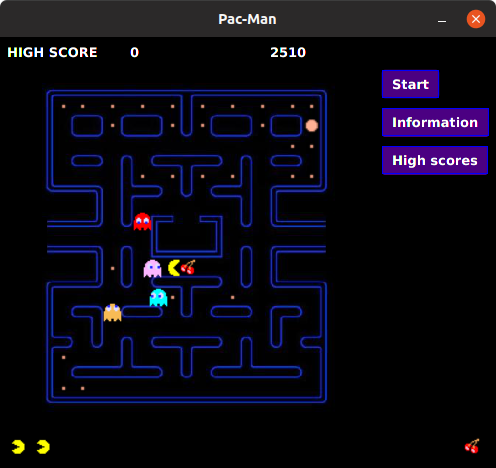 Pac-Man
HIGH SCORE 0 2510
Start
Information
High scores